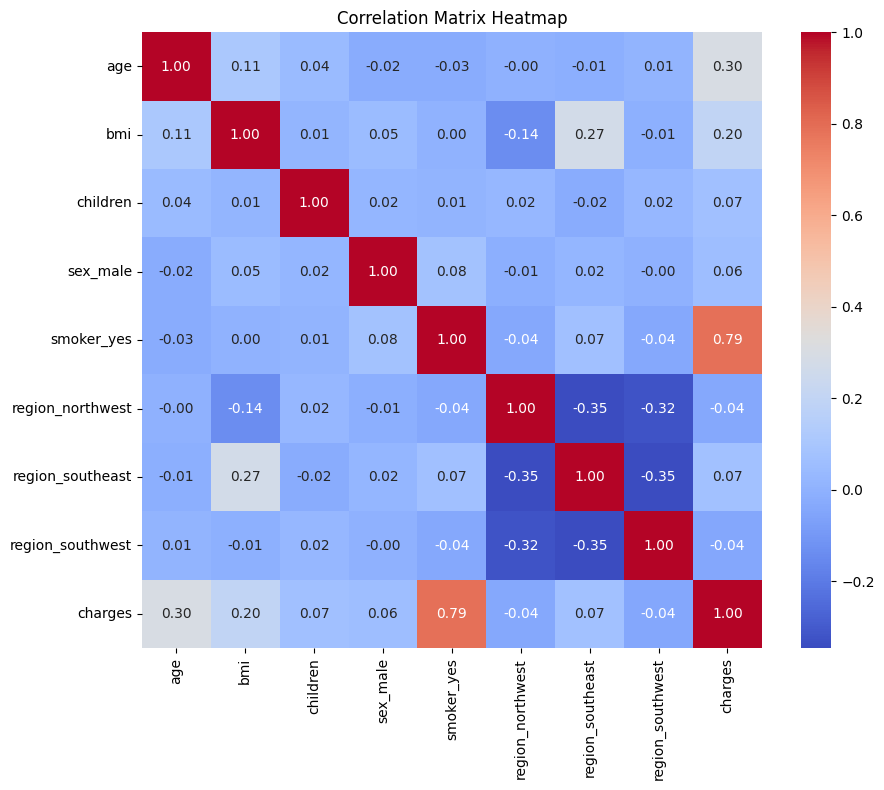 Correlation Matrix Heatmap
age 1.00 0.11 0.04 -0.02 -0.03 -0.00 -0.01 0.01 0.30
bmi 0.11 1.00 0.01 0.05 0.00 -0.14 0.27 -0.01 0.20
children 0.04 0.01 1.00 0.02 0.01 0.02 -0.02 0.02 0.07
sex_male -0.02 0.05 0.02 1.00 0.08 -0.01 0.02 -0.00 0.06
smoker_yes -0.03 0.00 0.01 0.08 1.00 -0.04 0.07 -0.04 0.79
region_northwest -0.00 -0.14 0.02 -0.01 -0.04 1.00 -0.35 -0.32 -0.04
region_southeast -0.01 0.27 -0.02 0.02 0.07 -0.35 1.00 -0.35 0.07
region_southwest 0.01 -0.01 0.02 -0.00 -0.04 -0.32 -0.35 1.00 -0.04
charges 0.30 0.20 0.07 0.06 0.79 -0.04 0.07 -0.04 1.00
age
bmi
children
sex_male
smoker_yes
region_northwest
region_southeast
region_southwest
charges
1.0
0.8
0.6
0.4
0.2
0.0
−0.2